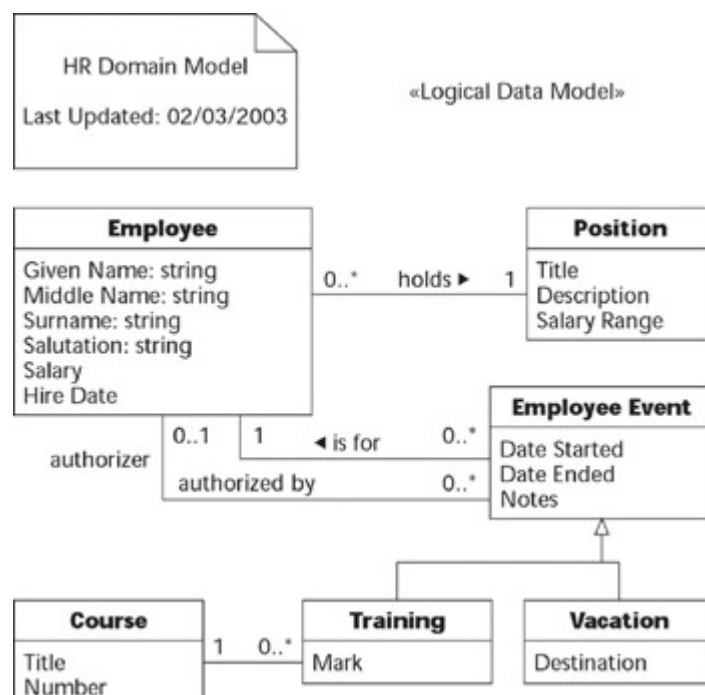 HR Domain Model
Last Updated: 02/03/2003
«Logical Data Model»
Employee
Given Name: string
Middle Name: string
Surname: string
Salutation: string
Salary
Hire Date
0..* holds ► 1
Position
Title
Description
Salary Range
Employee Event
Date Started
Date Ended
Notes
0..1 1 ◄ is for 0..*
authorizer
authorized by 0..*
Course
Title
Number
1 0..*
Training
Mark
Vacation
Destination